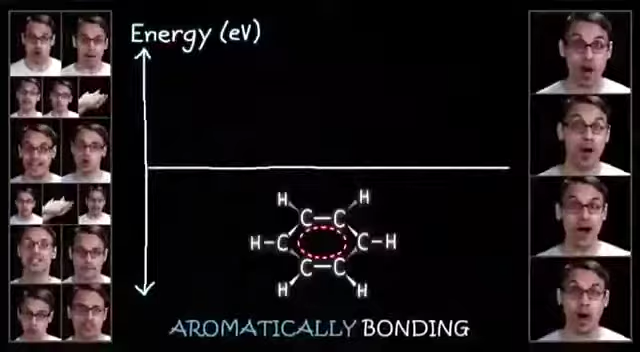 Energy (eV)
H H
C–C
H–C C–H
C–C
H H
AROMATICALLY BONDING